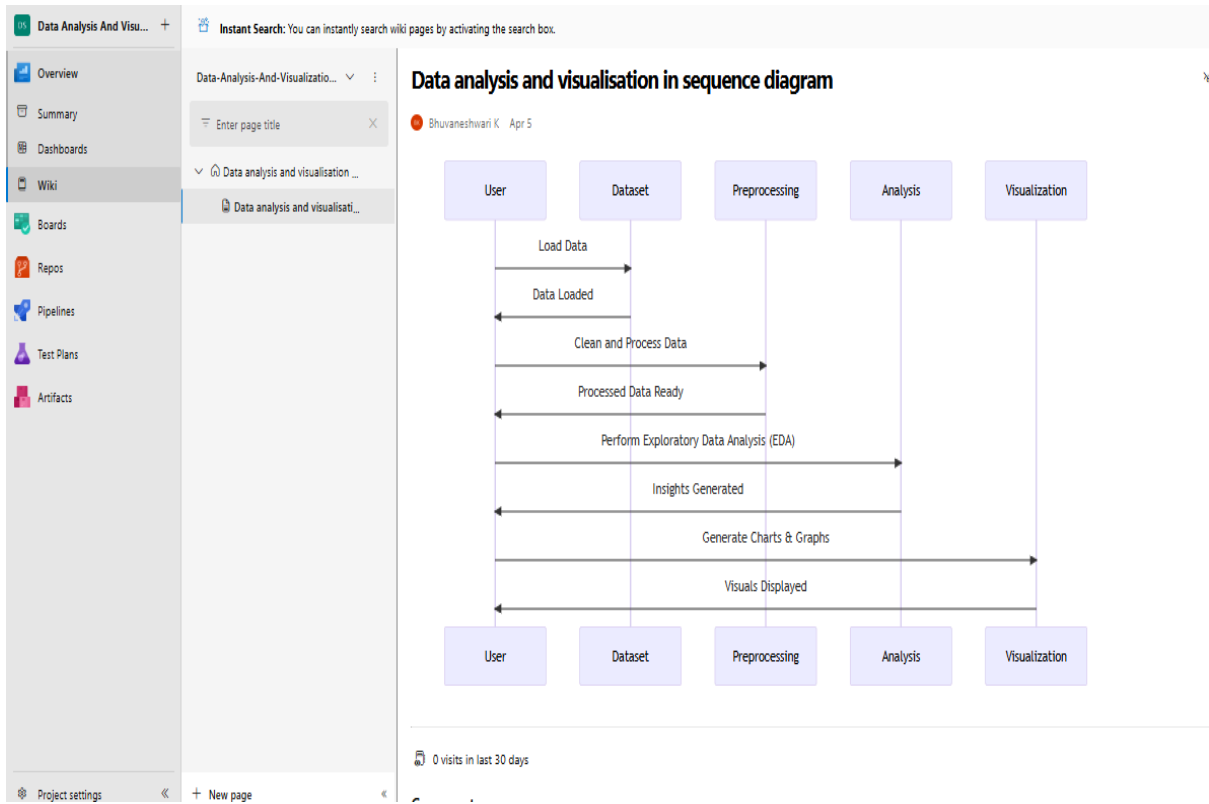 DS Data Analysis And Visu... +
Instant Search: You can instantly search wiki pages by activating the search box.
Overview
Summary
Dashboards
Wiki
Boards
Repos
Pipelines
Test Plans
Artifacts
Project settings
Data-Analysis-And-Visualizatio...
Enter page title
Data analysis and visualisation ...
Data analysis and visualisati...
+ New page
Data analysis and visualisation in sequence diagram
Bhuvaneshwari K Apr 5
User Dataset Preprocessing Analysis Visualization
Load Data
Data Loaded
Clean and Process Data
Processed Data Ready
Perform Exploratory Data Analysis (EDA)
Insights Generated
Generate Charts & Graphs
Visuals Displayed
User Dataset Preprocessing Analysis Visualization
0 visits in last 30 days